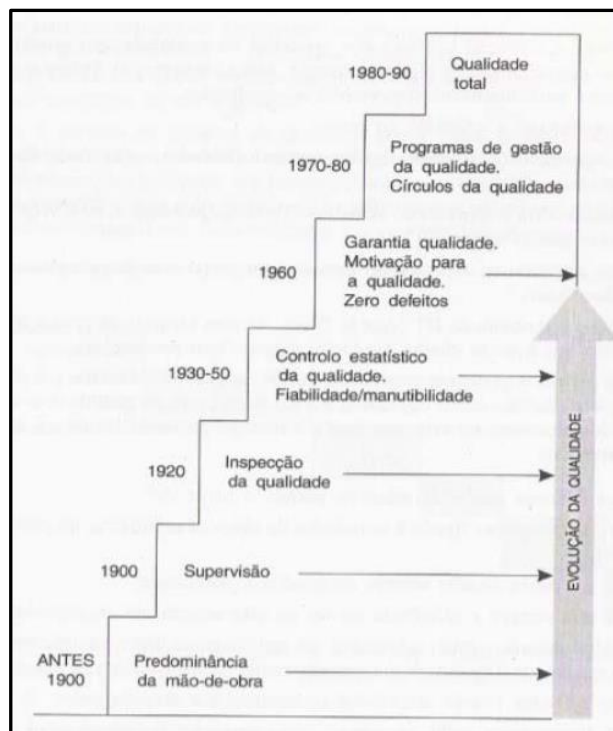 1980-90
Qualidade
total
1970-80
Programas de gestão
da qualidade.
Círculos da qualidade
1960
Garantia qualidade.
Motivação para
a qualidade.
Zero defeitos
1930-50
Controlo estatístico
da qualidade.
Fiabilidade/manutibilidade
1920
Inspecção
da qualidade
1900
Supervisão
ANTES
1900
Predominância
da mão-de-obra
EVOLUÇÃO DA QUALIDADE